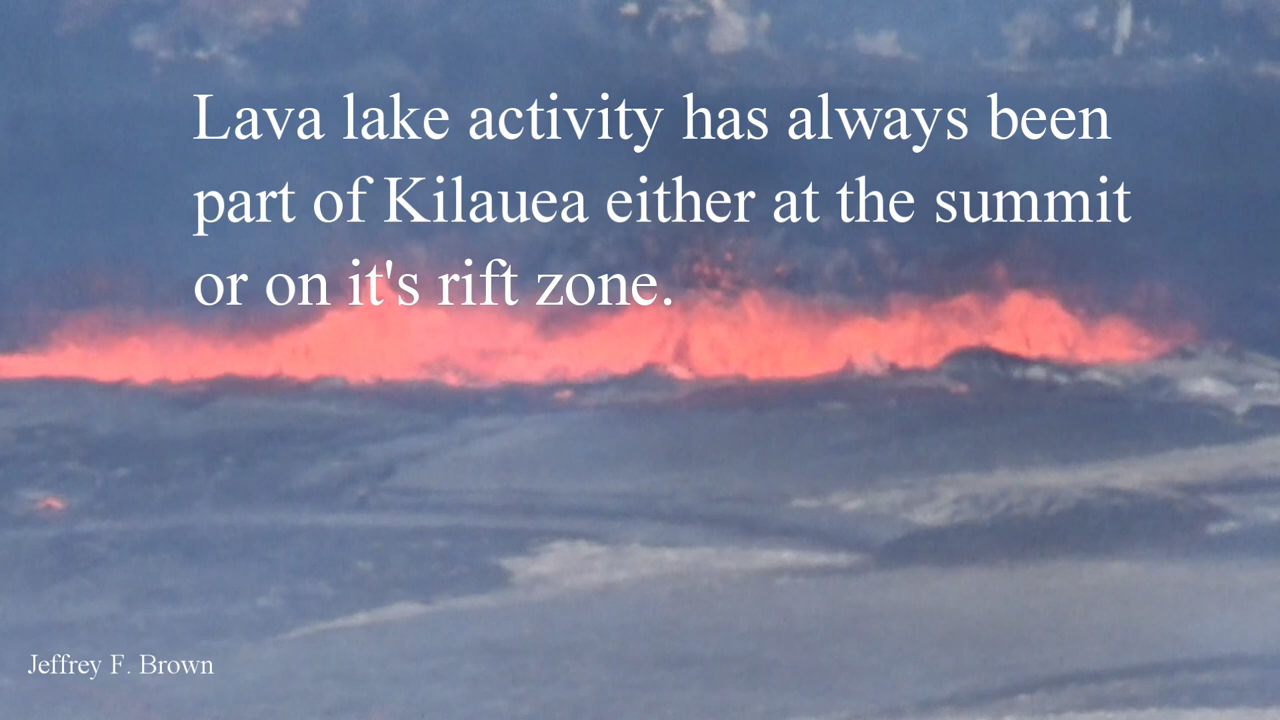 Lava lake activity has always been
part of Kilauea either at the summit
or on it's rift zone.
Jeffrey F. Brown